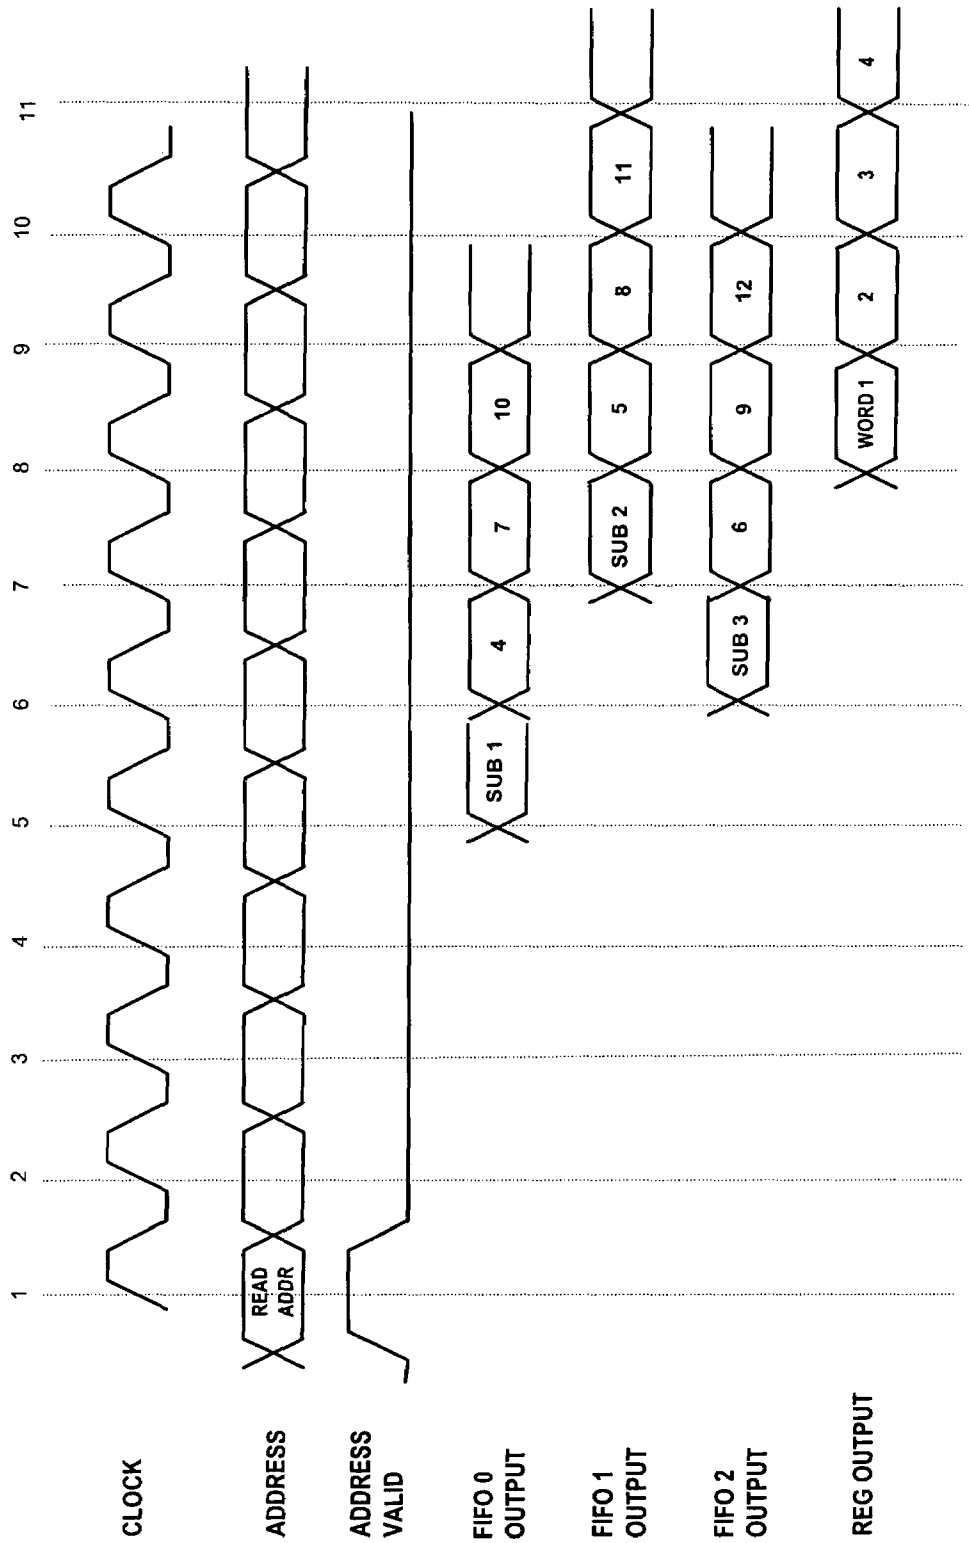 1 2 3 4 5 6 7 8 9 10 11
CLOCK
ADDRESS
READ
ADDR
ADDRESS
VALID
FIFO 0
OUTPUT
SUB 1 4 7 10
FIFO 1
OUTPUT
SUB 2 5 8 11
FIFO 2
OUTPUT
SUB 3 6 9 12
REG OUTPUT
WORD 1 2 3 4